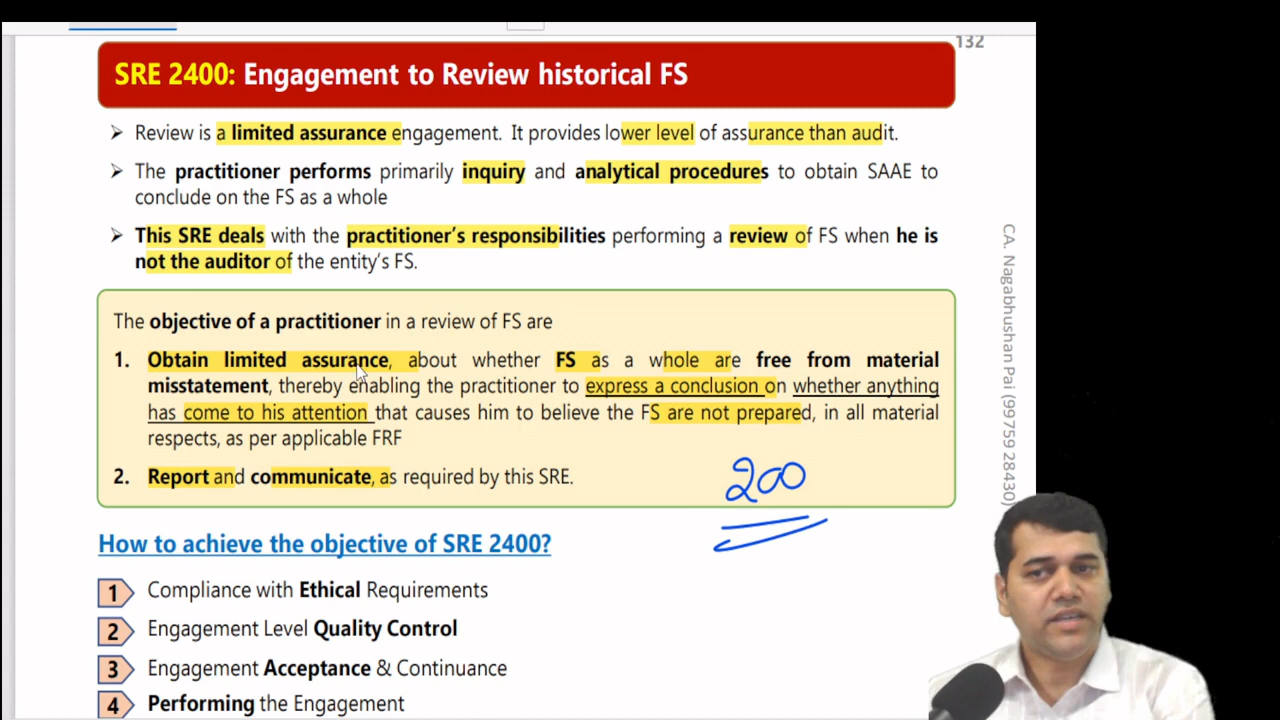 132
SRE 2400: Engagement to Review historical FS
➤ Review is a limited assurance engagement. It provides lower level of assurance than audit.
➤ The practitioner performs primarily inquiry and analytical procedures to obtain SAAE to
conclude on the FS as a whole
➤ This SRE deals with the practitioner's responsibilities performing a review of FS when he is
not the auditor of the entity's FS.
The objective of a practitioner in a review of FS are
1. Obtain limited assurance, about whether FS as a whole are free from material
misstatement, thereby enabling the practitioner to express a conclusion on whether anything
has come to his attention that causes him to believe the FS are not prepared, in all material
respects, as per applicable FRF
2. Report and communicate, as required by this SRE.
200
How to achieve the objective of SRE 2400?
1 Compliance with Ethical Requirements
2 Engagement Level Quality Control
3 Engagement Acceptance & Continuance
4 Performing the Engagement
CA. Nagabhushan Pai (99759 28430)